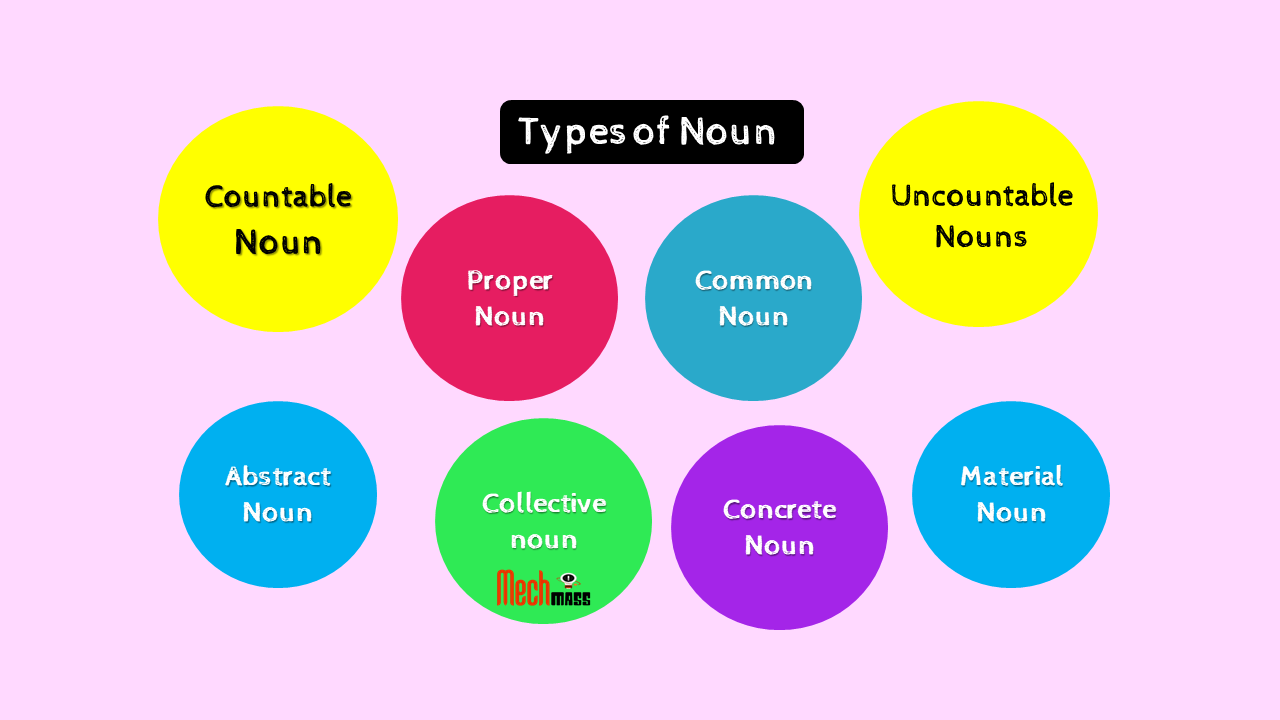 Types of Noun
Countable
Noun
Proper
Noun
Common
Noun
Uncountable
Nouns
Abstract
Noun
Collective
noun
Mech
MASS
Concrete
Noun
Material
Noun